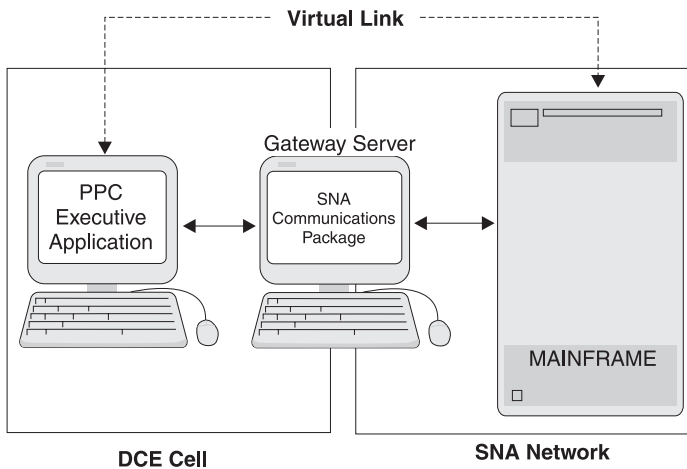 Virtual Link
Gateway Server
PPC
Executive
Application
SNA
Communications
Package
MAINFRAME
DCE Cell
SNA Network